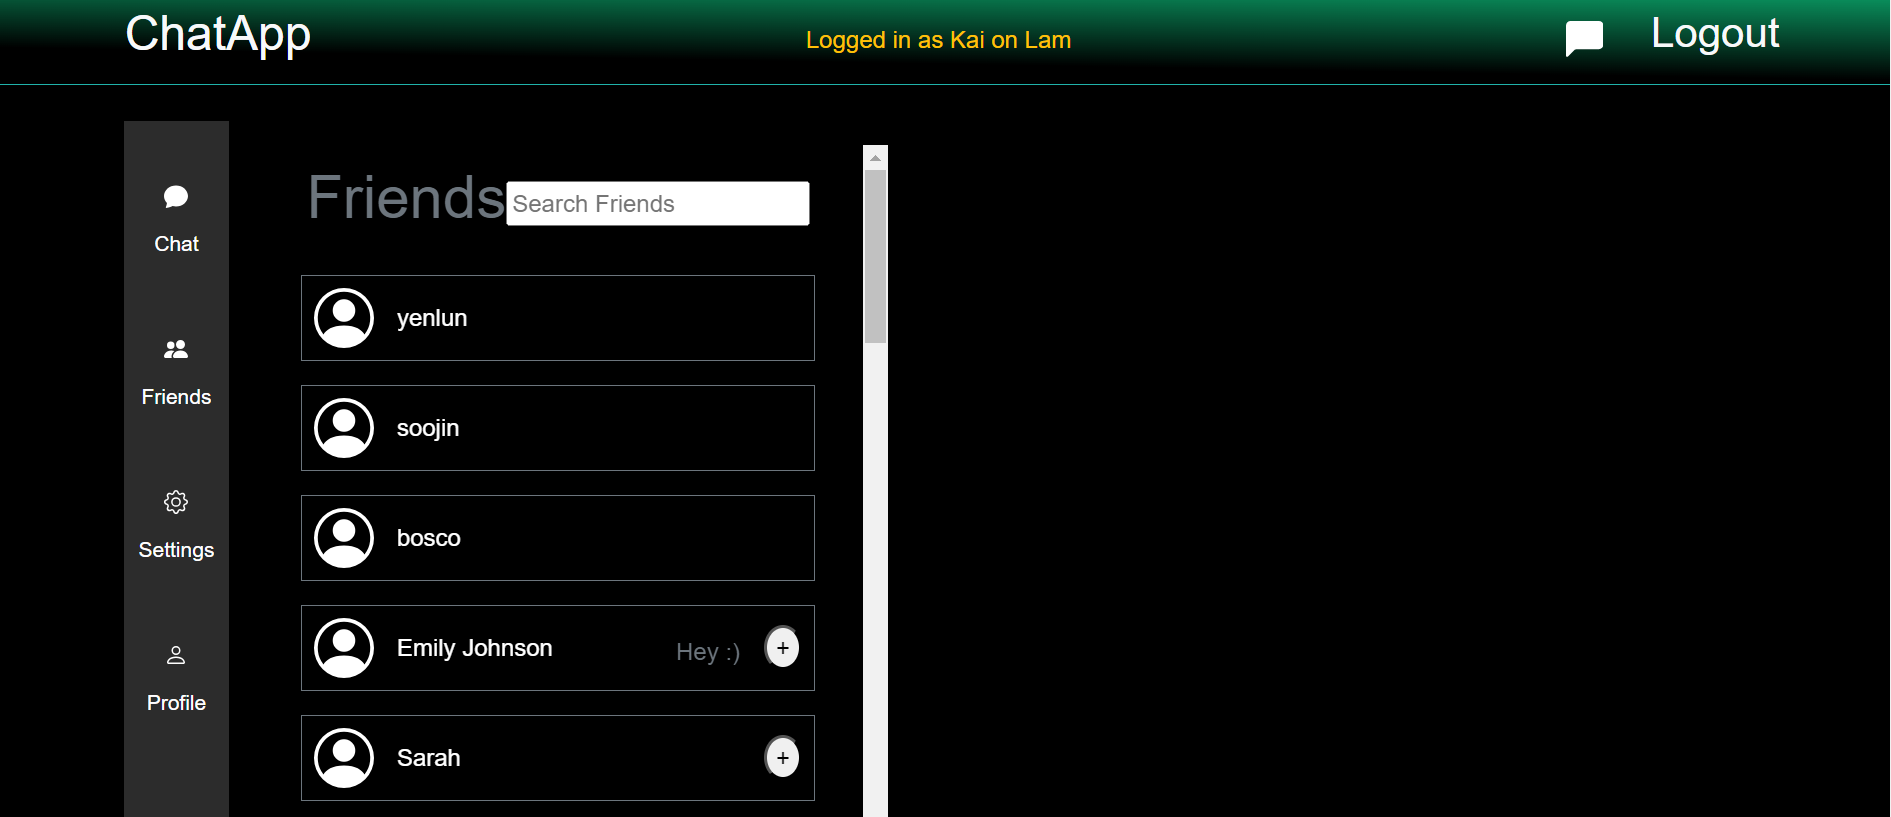 ChatApp
Logged in as Kai on Lam
Logout
Chat
Friends
Settings
Profile
Friends
Search Friends
yenlun
soojin
bosco
Emily Johnson
Hey :)
+
Sarah
+